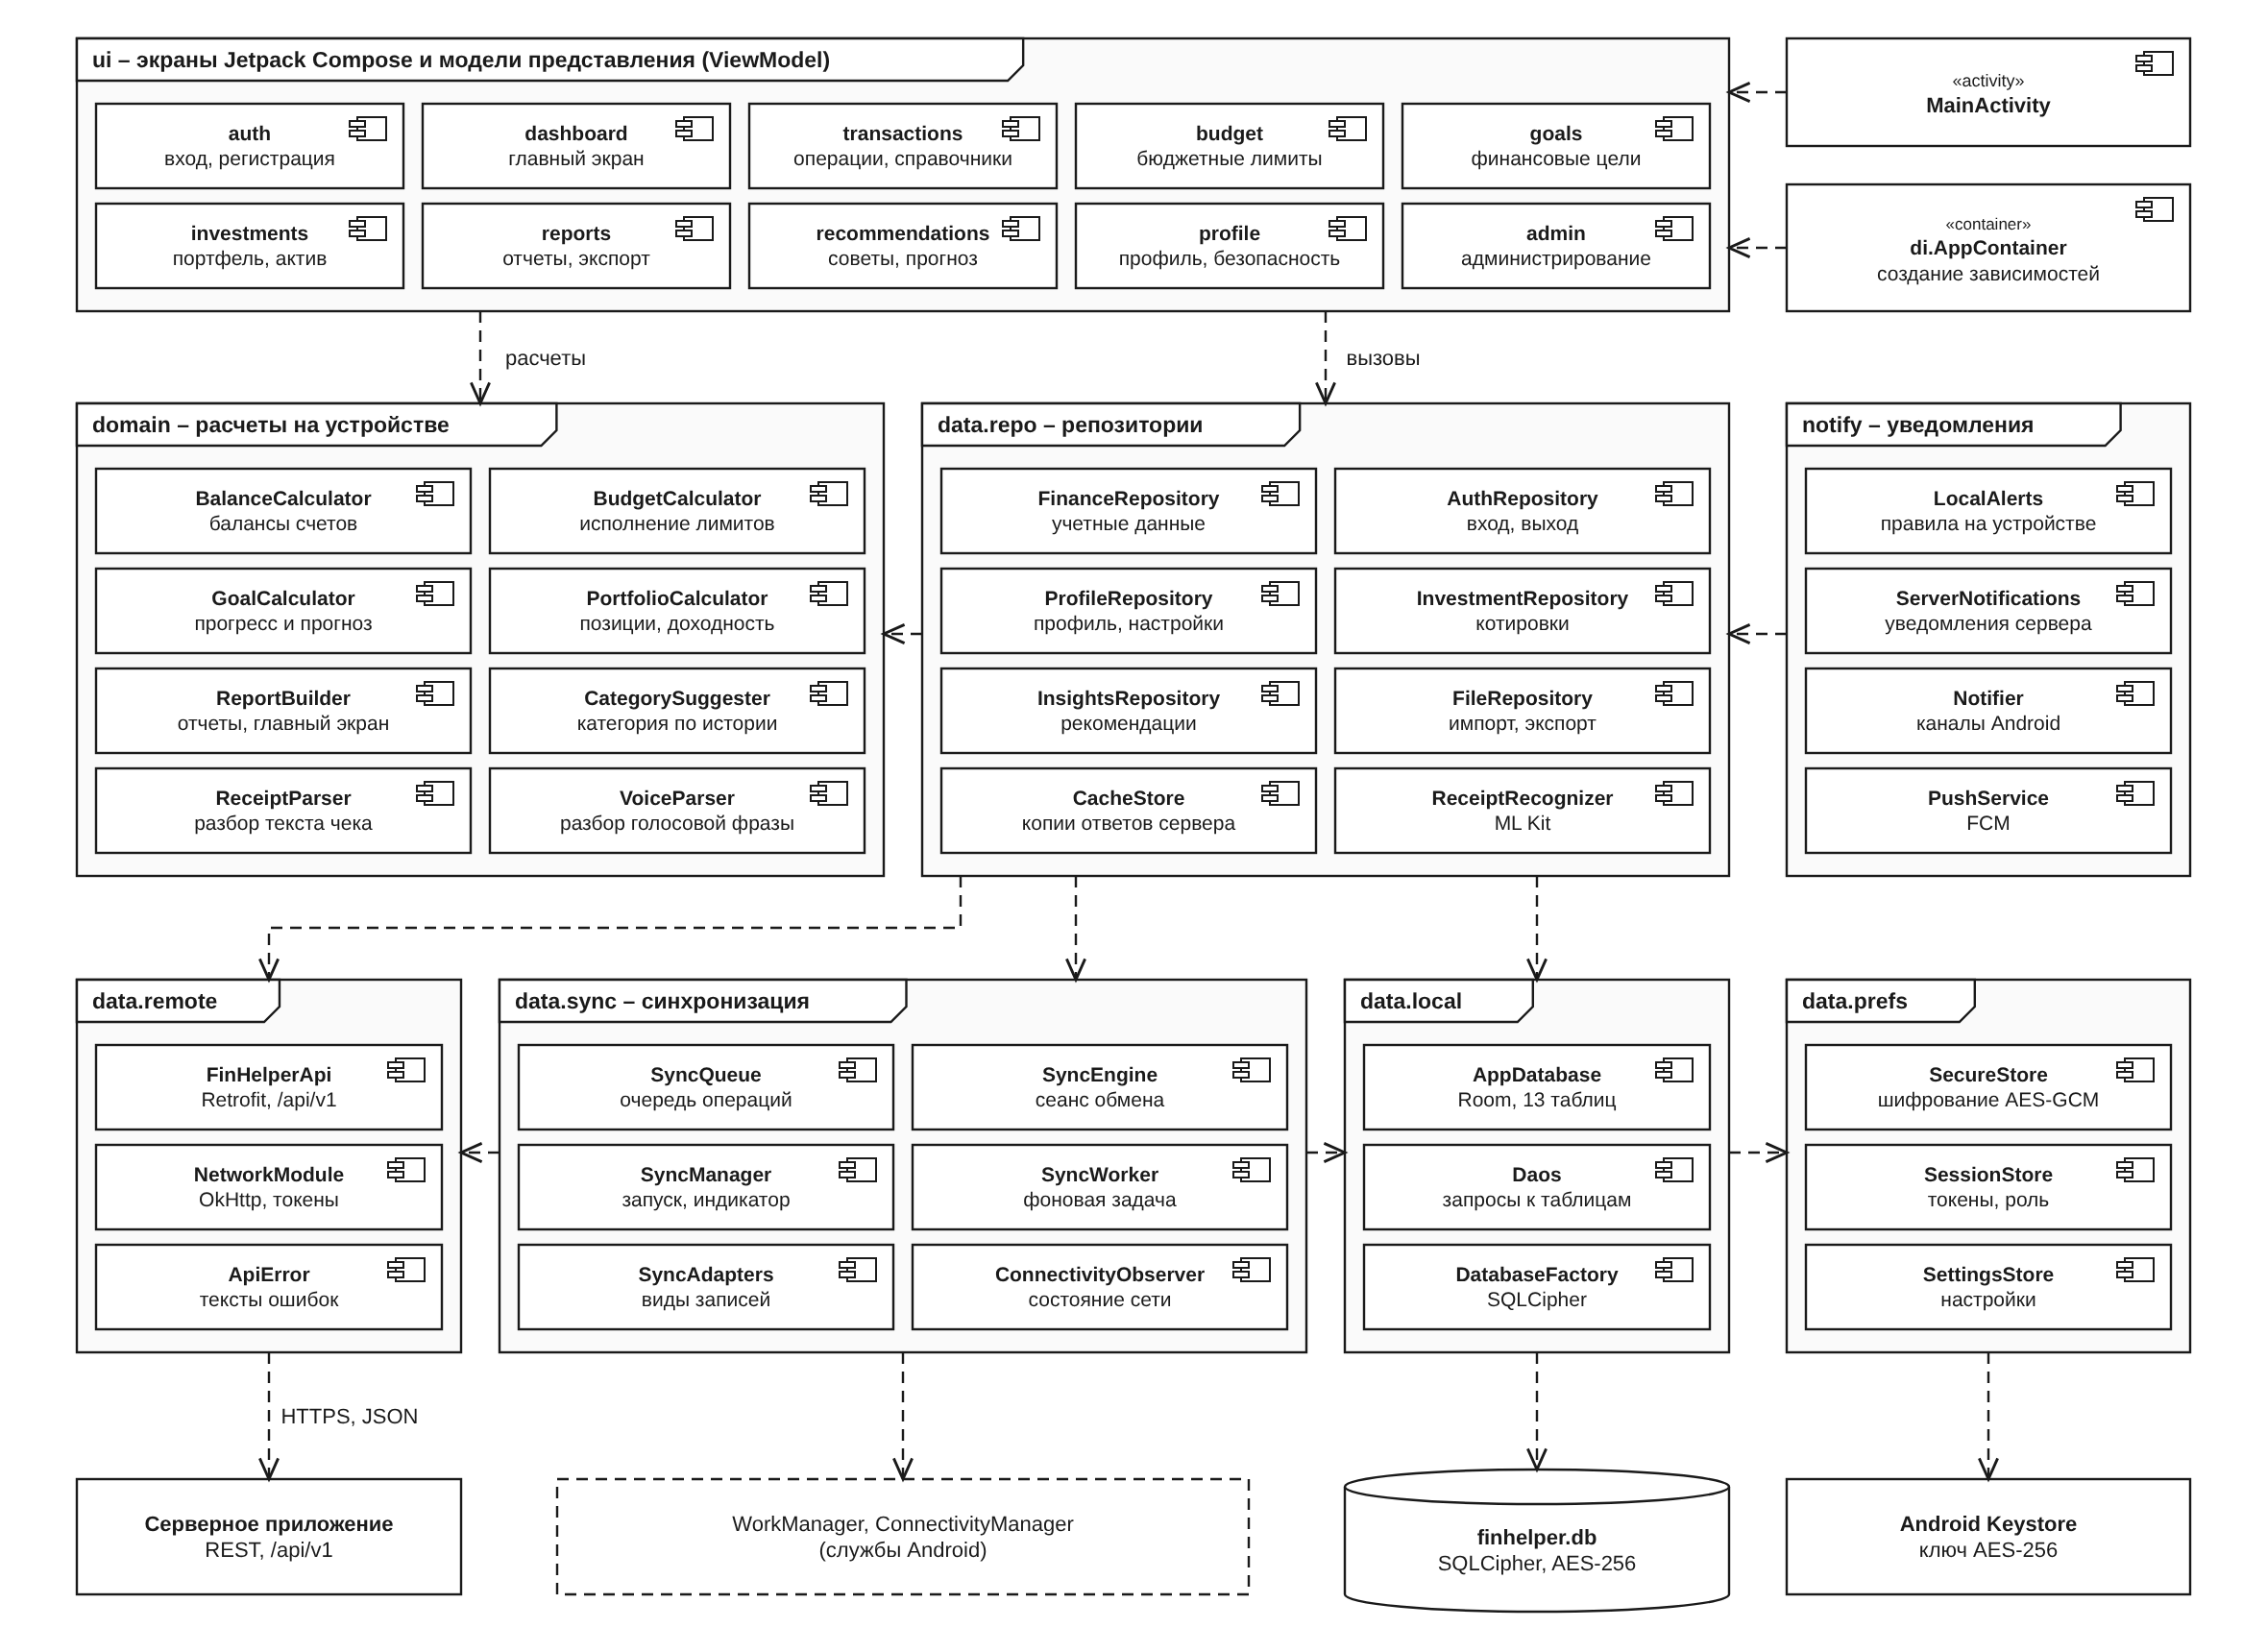 ui – экраны Jetpack Compose и модели представления (ViewModel)
auth
вход, регистрация
dashboard
главный экран
transactions
операции, справочники
budget
бюджетные лимиты
goals
финансовые цели
investments
портфель, актив
reports
отчеты, экспорт
recommendations
советы, прогноз
profile
профиль, безопасность
admin
администрирование
«activity»
MainActivity
«container»
di.AppContainer
создание зависимостей
расчеты
вызовы
domain – расчеты на устройстве
BalanceCalculator
балансы счетов
BudgetCalculator
исполнение лимитов
GoalCalculator
прогресс и прогноз
PortfolioCalculator
позиции, доходность
ReportBuilder
отчеты, главный экран
CategorySuggester
категория по истории
ReceiptParser
разбор текста чека
VoiceParser
разбор голосовой фразы
data.repo – репозитории
FinanceRepository
учетные данные
AuthRepository
вход, выход
ProfileRepository
профиль, настройки
InvestmentRepository
котировки
InsightsRepository
рекомендации
FileRepository
импорт, экспорт
CacheStore
копии ответов сервера
ReceiptRecognizer
ML Kit
notify – уведомления
LocalAlerts
правила на устройстве
ServerNotifications
уведомления сервера
Notifier
каналы Android
PushService
FCM
data.remote
FinHelperApi
Retrofit, /api/v1
NetworkModule
OkHttp, токены
ApiError
тексты ошибок
data.sync – синхронизация
SyncQueue
очередь операций
SyncEngine
сеанс обмена
SyncManager
запуск, индикатор
SyncWorker
фоновая задача
SyncAdapters
виды записей
ConnectivityObserver
состояние сети
data.local
AppDatabase
Room, 13 таблиц
Daos
запросы к таблицам
DatabaseFactory
SQLCipher
data.prefs
SecureStore
шифрование AES-GCM
SessionStore
токены, роль
SettingsStore
настройки
HTTPS, JSON
Серверное приложение
REST, /api/v1
WorkManager, ConnectivityManager
(службы Android)
finhelper.db
SQLCipher, AES-256
Android Keystore
ключ AES-256